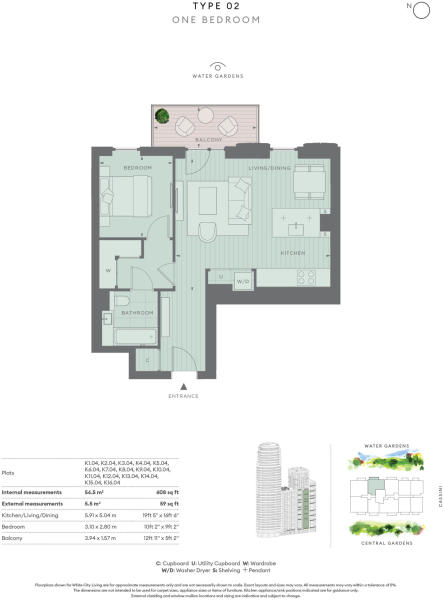 TYPE 02
ONE BEDROOM
N
WATER GARDENS
BALCONY
BEDROOM
LIVING/DINING
KITCHEN
W
U
W/D
S
S
BATHROOM
C
ENTRANCE
Plots
K1.04, K2.04, K3.04, K4.04, K5.04,
K6.04, K7.04, K8.04, K9.04, K10.04,
K11.04, K12.04, K13.04, K14.04,
K15.04, K16.04
Internal measurements 56.5 m² 608 sq ft
External measurements 5.5 m² 59 sq ft
Kitchen/Living/Dining 5.91 x 5.04 m 19ft 5" x 16ft 6"
Bedroom 3.10 x 2.80 m 10ft 2" x 9ft 2"
Balcony 3.94 x 1.57 m 12ft 11" x 5ft 2"
WATER GARDENS
CASSINI
CENTRAL GARDENS
C: Cupboard U: Utility Cupboard W: Wardrobe
W/D: Washer Dryer S: Shelving + Pendant
Floorplans shown for White City Living are for approximate measurements only and are not necessarily shown to scale. Exact layouts and sizes may vary. All measurements may vary within a tolerance of 5%.
The dimensions are not intended to be used for carpet sizes, appliance sizes or items of furniture. Kitchen appliance/sink positions indicated are for guidance only.
External cladding and window mullion locations and sizing are indicative and subject to change.